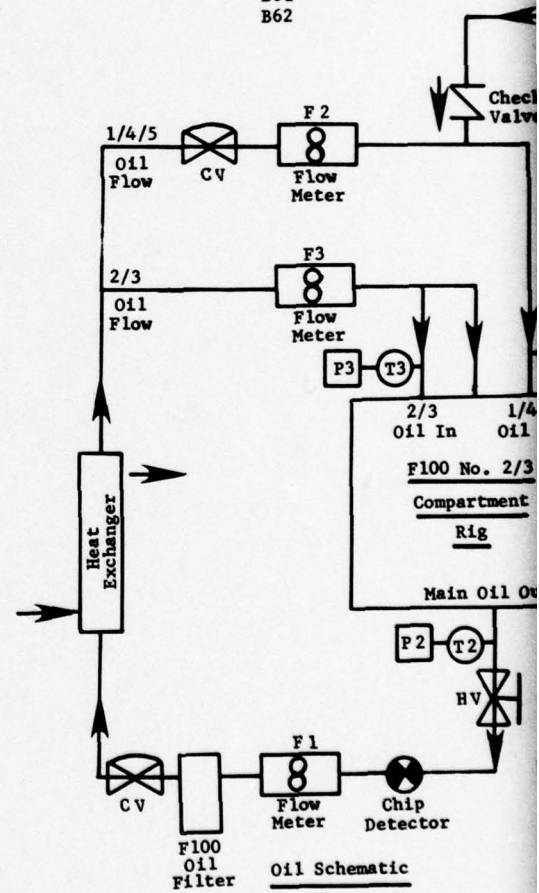 B62
Check
Valve
F2
1/4/5
Oil
Flow
CV
Flow
Meter
F3
2/3
Oil
Flow
Flow
Meter
P3
T3
2/3
Oil In
1/4
Oil
F100 No. 2/3
Compartment
Rig
Heat
Exchanger
Main Oil Ou
P2
T2
HV
F1
CV
Flow
Meter
Chip
Detector
F100
Oil
Filter
Oil Schematic